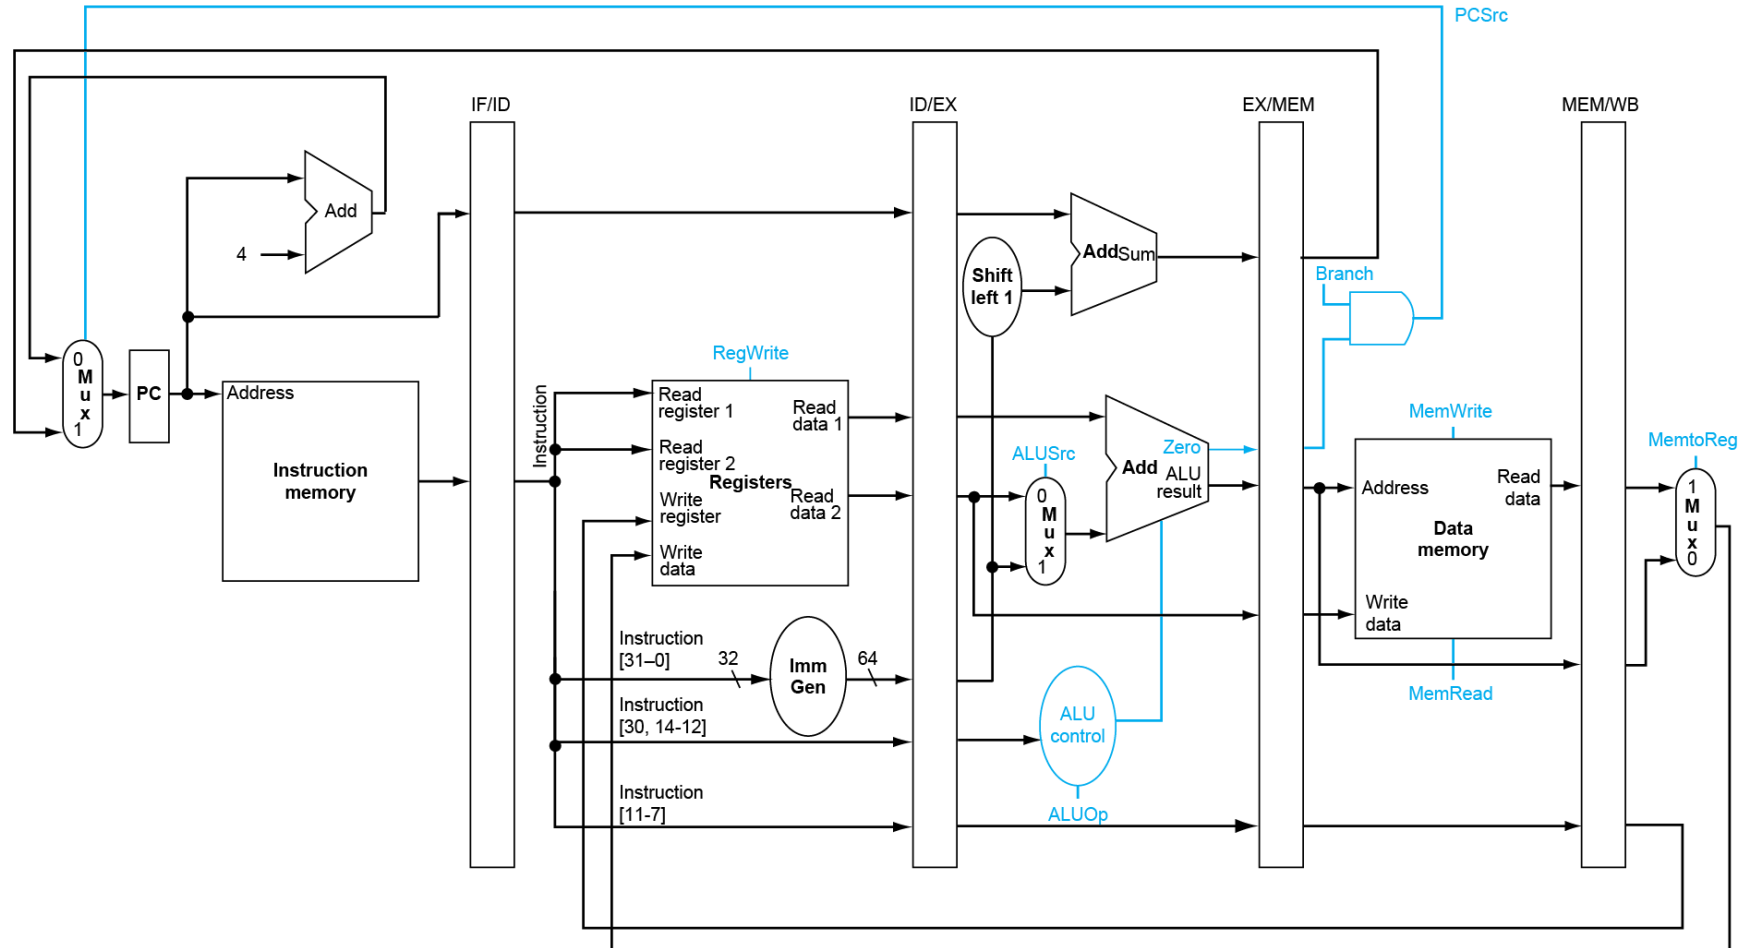 PCSrc
IF/ID
ID/EX
EX/MEM
MEM/WB
Add
4
Add Sum
Shift
left 1
Branch
0
M
u
x
1
PC
Address
Instruction
memory
Instruction
RegWrite
Read
register 1
Read
data 1
Read
register 2
Registers
Write
register
Read
data 2
Write
data
ALUSrc
0
M
u
x
1
Zero
Add
ALU
result
MemWrite
Address
Read
data
Data
memory
Write
data
MemRead
MemtoReg
1
M
u
x
0
Instruction
[31–0]
32
Imm
Gen
64
Instruction
[30, 14-12]
ALU
control
Instruction
[11-7]
ALUOp